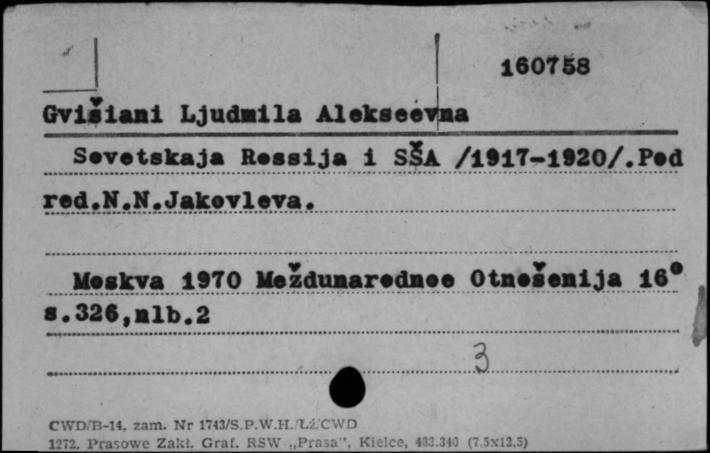 160758
Gvišiani Ljudmila Alekseevna
Sovetskaja Rossija i SŠA /1917-1920/.Pod
red.N.N.Jakovleva.
Moskva 1970 Meždunarodnoe Otnošenija 16°
s.326,nlb.2
3
CWD/B-14, zam. Nr 1743/S.P.W.H./LZ/CWD
1272. Prasowe Zakł. Graf. RSW „Prasa", Kielce, 483.340 (7.5x12,5)